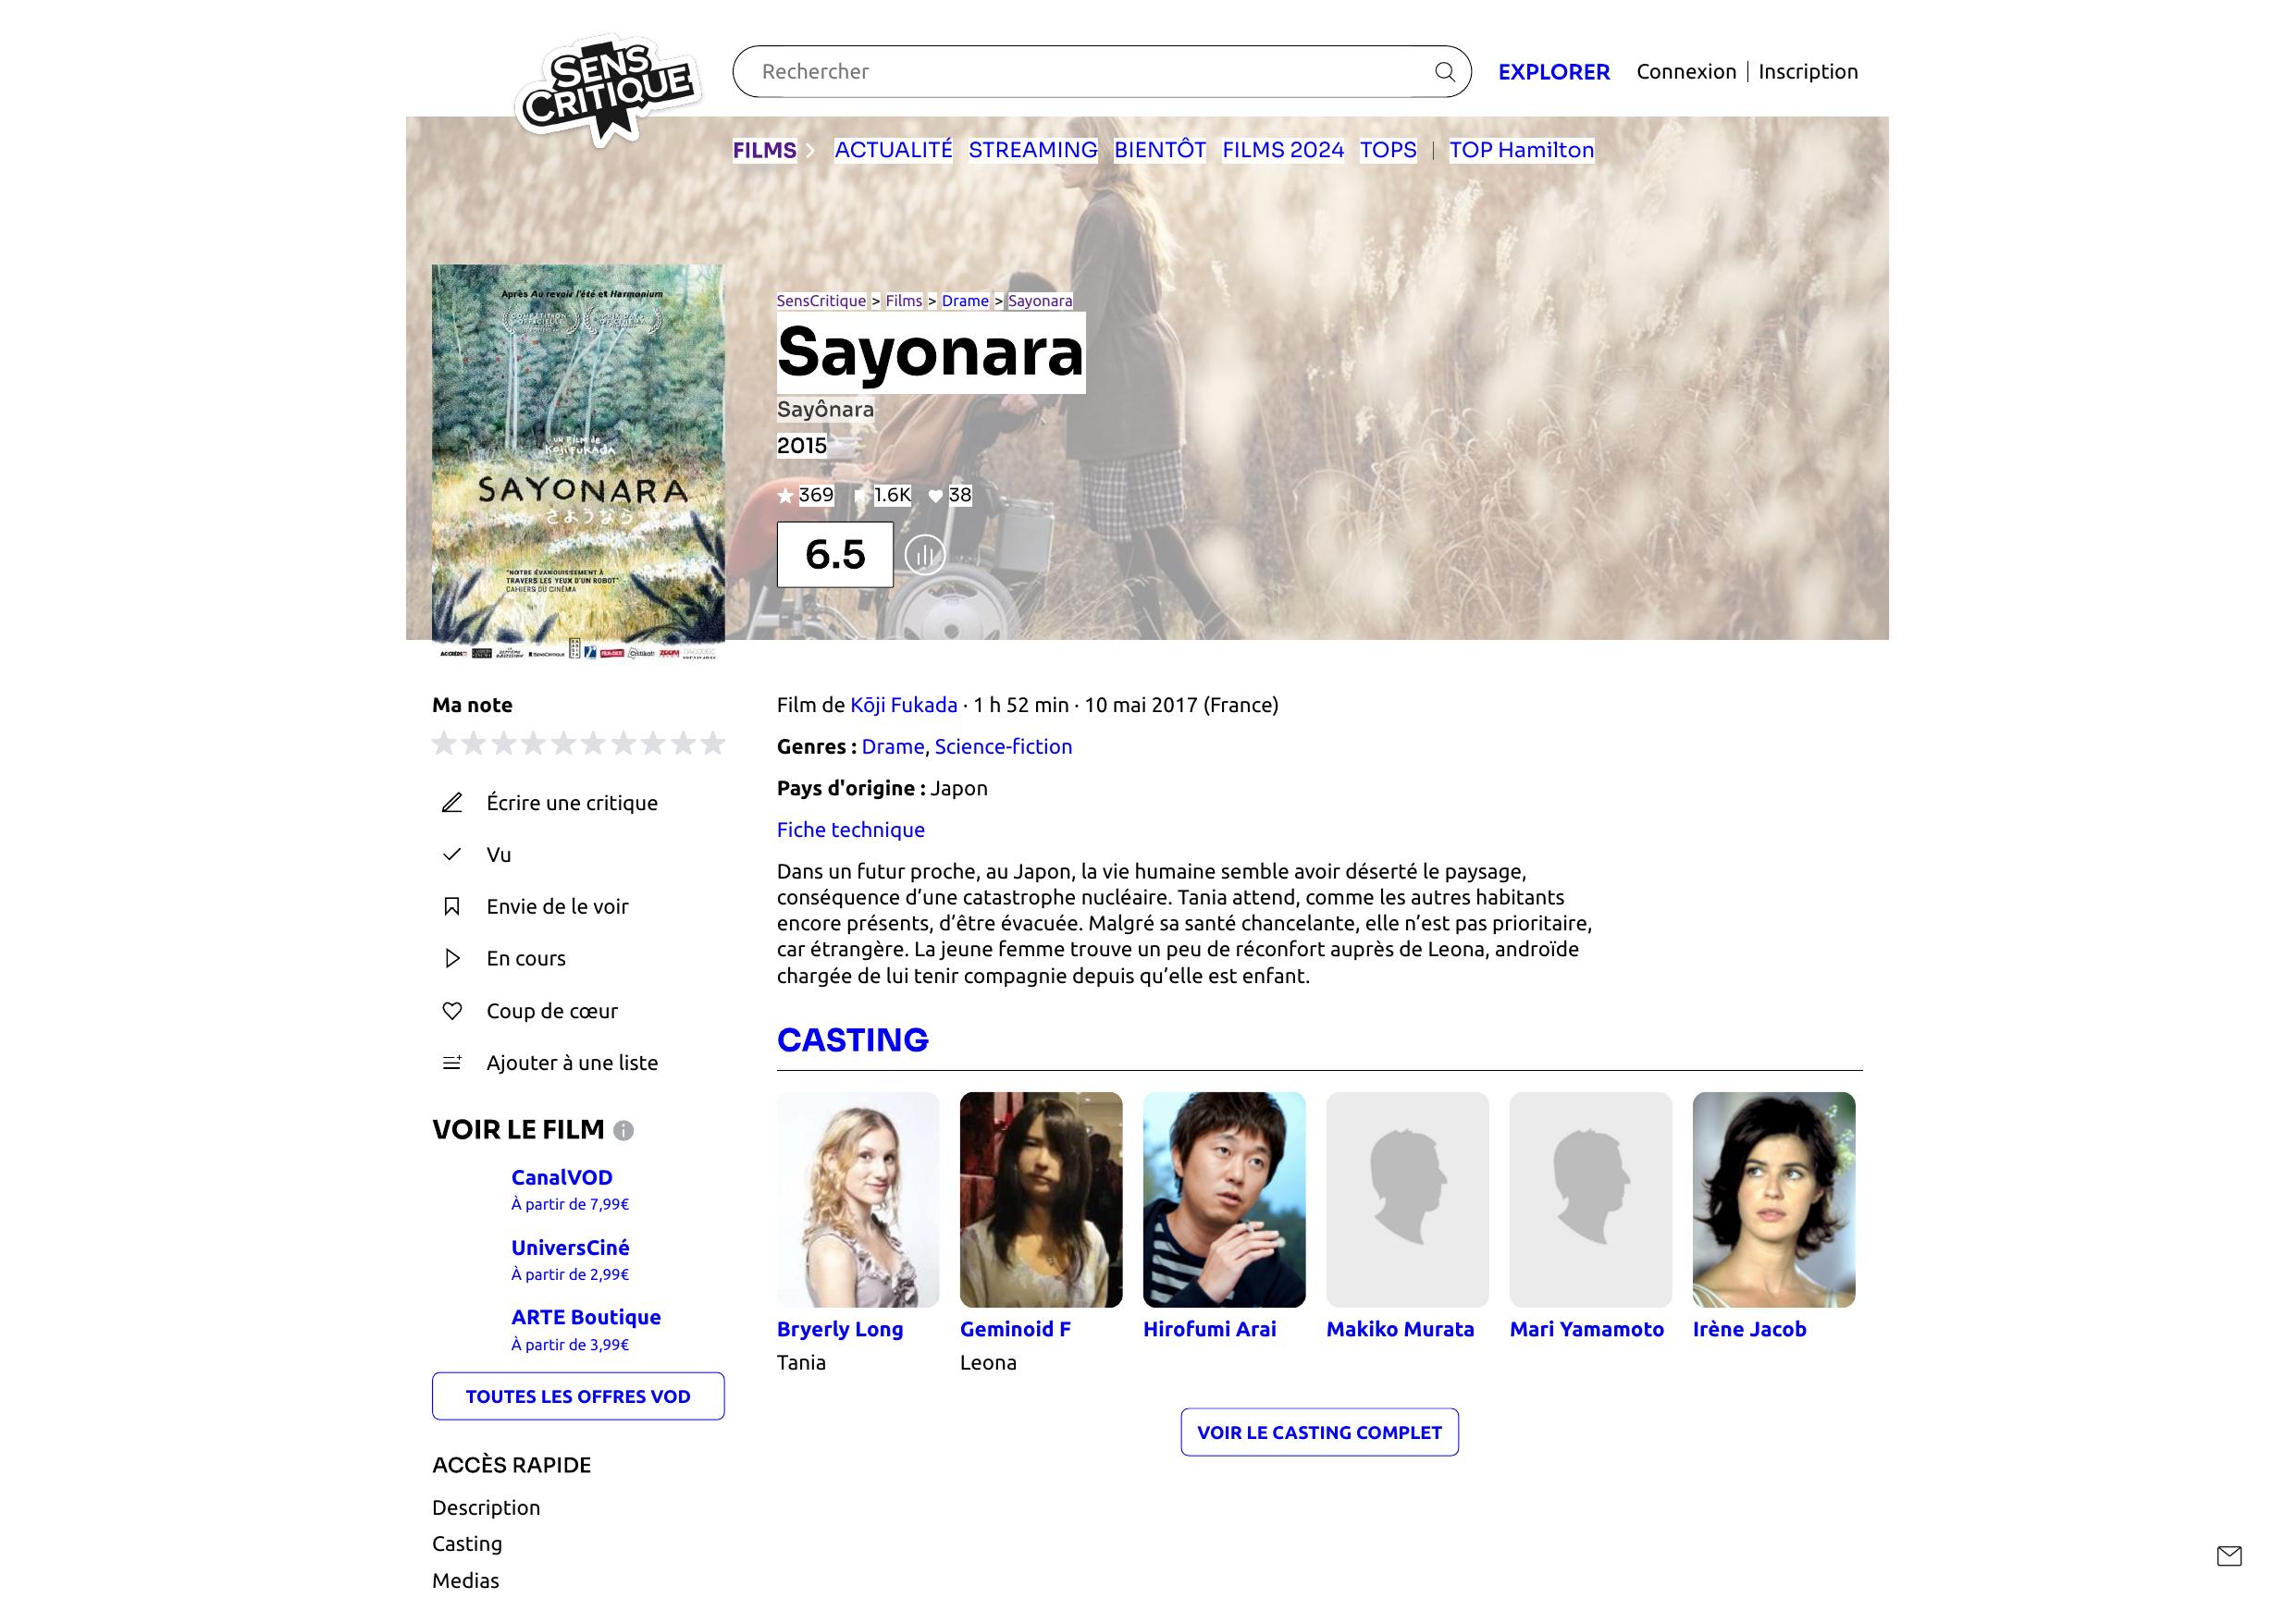 SENS
CRITIQUE
Rechercher
EXPLORER
Connexion | Inscription
FILMS
ACTUALITÉ STREAMING BIENTÔT FILMS 2024 TOPS | TOP Hamilton
Après Au revoir l'été et Harmonium
UN FILM de
Kôji FUKADA
SAYONARA
さようなら
"NOTRE ÉVANOUISSEMENT À
TRAVERS LES YEUX D'UN ROBOT"
CAHIERS DU CINÉMA
SensCritique > Films > Drame > Sayonara
Sayonara
Sayônara
2015
369 1.6K 38
6.5
Ma note
Écrire une critique
Vu
Envie de le voir
En cours
Coup de cœur
Ajouter à une liste
VOIR LE FILM
CanalVOD
À partir de 7,99€
UniversCiné
À partir de 2,99€
ARTE Boutique
À partir de 3,99€
TOUTES LES OFFRES VOD
ACCÈS RAPIDE
Description
Casting
Medias
Film de Kōji Fukada · 1 h 52 min · 10 mai 2017 (France)
Genres : Drame, Science-fiction
Pays d'origine : Japon
Fiche technique
Dans un futur proche, au Japon, la vie humaine semble avoir déserté le paysage,
conséquence d’une catastrophe nucléaire. Tania attend, comme les autres habitants
encore présents, d’être évacuée. Malgré sa santé chancelante, elle n’est pas prioritaire,
car étrangère. La jeune femme trouve un peu de réconfort auprès de Leona, androïde
chargée de lui tenir compagnie depuis qu’elle est enfant.
CASTING
Bryerly Long
Tania
Geminoid F
Leona
Hirofumi Arai
Makiko Murata
Mari Yamamoto
Irène Jacob
VOIR LE CASTING COMPLET